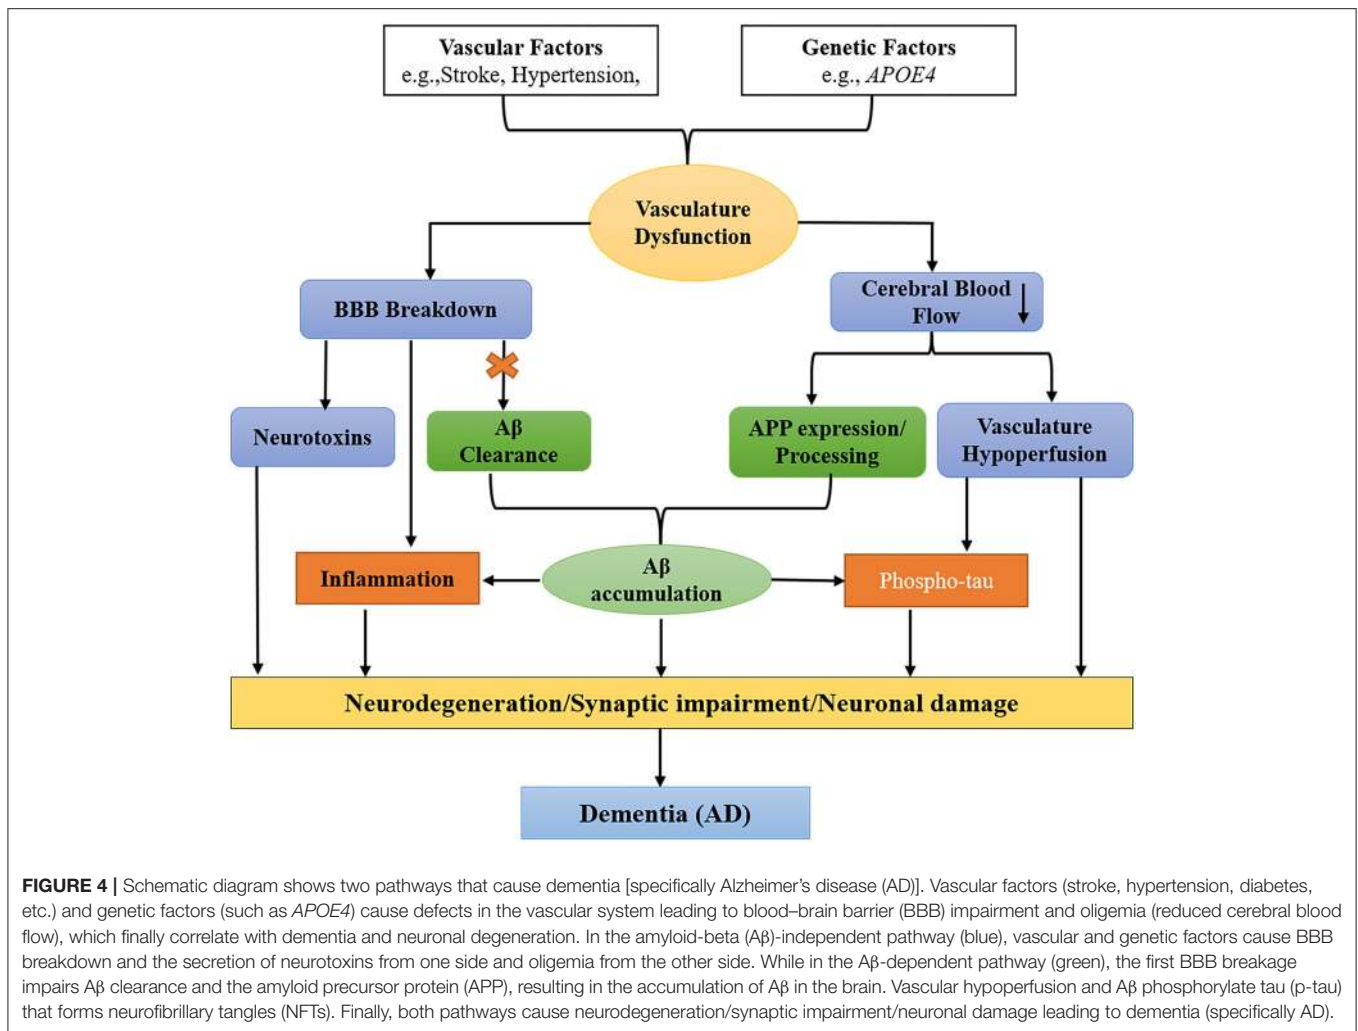 Vascular Factors
e.g.,Stroke, Hypertension,
Genetic Factors
e.g., APOE4
Vasculature
Dysfunction
BBB Breakdown
Cerebral Blood
Flow
Neurotoxins
Aβ
Clearance
APP expression/
Processing
Vasculature
Hypoperfusion
Inflammation
Aβ
accumulation
Phospho-tau
Neurodegeneration/Synaptic impairment/Neuronal damage
Dementia (AD)
FIGURE 4 | Schematic diagram shows two pathways that cause dementia [specifically Alzheimer's disease (AD)]. Vascular factors (stroke, hypertension, diabetes,
etc.) and genetic factors (such as APOE4) cause defects in the vascular system leading to blood–brain barrier (BBB) impairment and oligemia (reduced cerebral blood
flow), which finally correlate with dementia and neuronal degeneration. In the amyloid-beta (Aβ)-independent pathway (blue), vascular and genetic factors cause BBB
breakdown and the secretion of neurotoxins from one side and oligemia from the other side. While in the Aβ-dependent pathway (green), the first BBB breakage
impairs Aβ clearance and the amyloid precursor protein (APP), resulting in the accumulation of Aβ in the brain. Vascular hypoperfusion and Aβ phosphorylate tau (p-tau)
that forms neurofibrillary tangles (NFTs). Finally, both pathways cause neurodegeneration/synaptic impairment/neuronal damage leading to dementia (specifically AD).